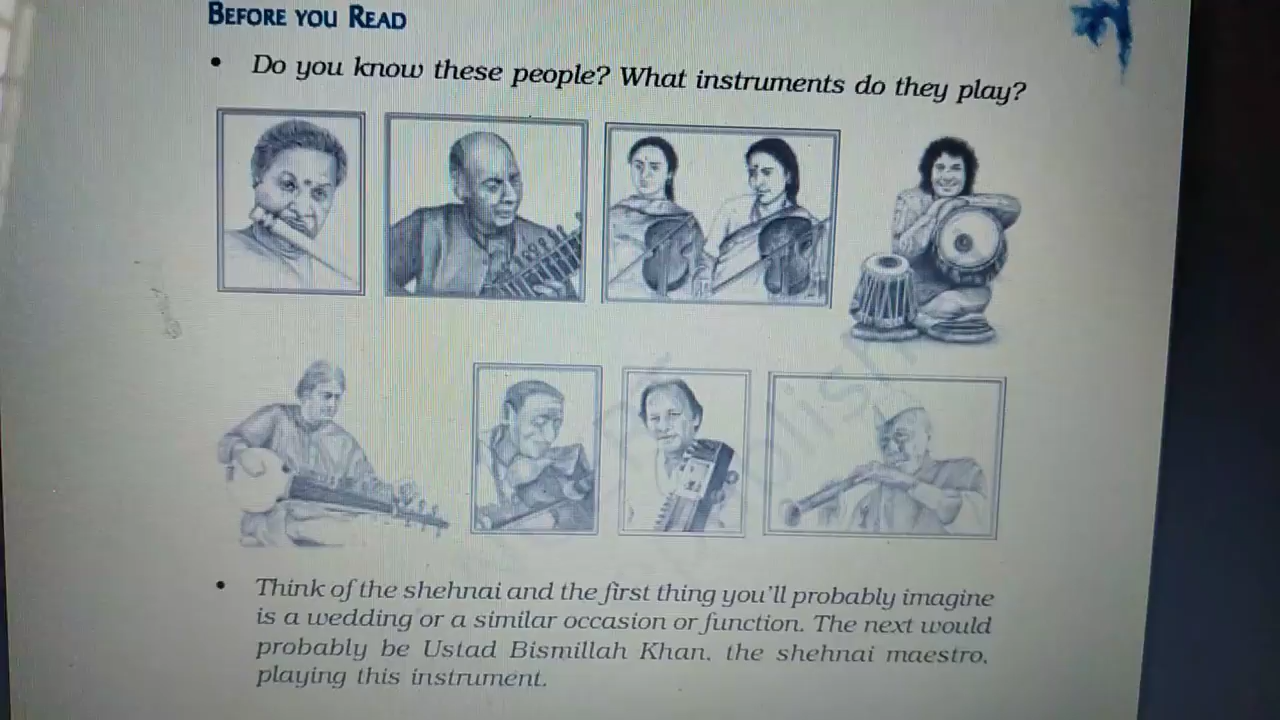 BEFORE YOU READ
• Do you know these people? What instruments do they play?
• Think of the shehnai and the first thing you'll probably imagine
is a wedding or a similar occasion or function. The next would
probably be Ustad Bismillah Khan, the shehnai maestro,
playing this instrument.